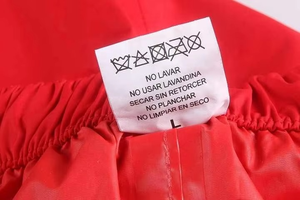 NO LAVAR
NO USAR LAVANDINA
SECAR SIN RETORCER
NO PLANCHAR
NO LIMPIAR EN SECO
L